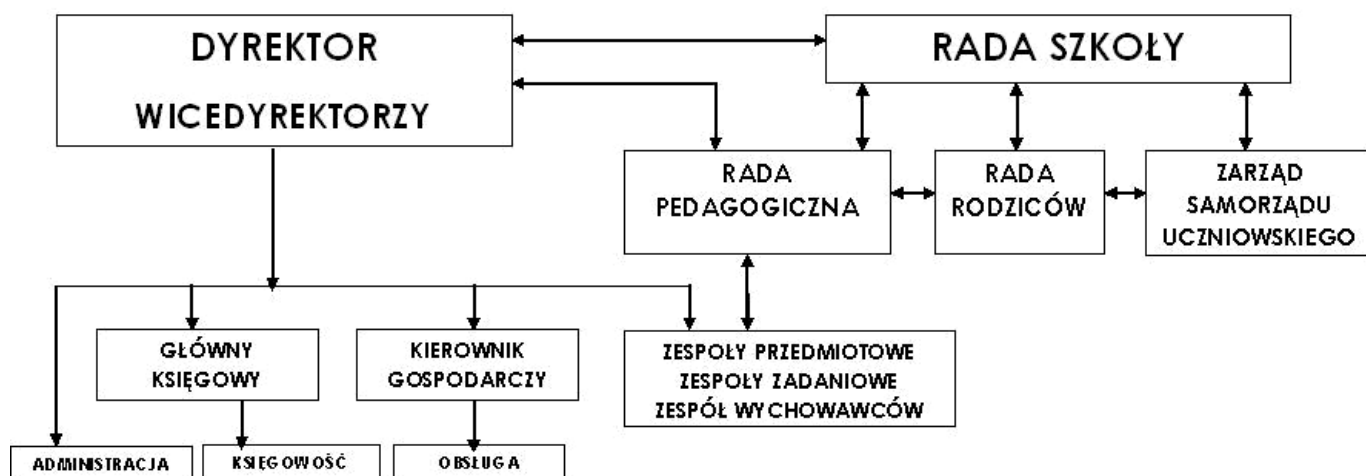 DYREKTOR
WICEDYREKTORZY
RADA SZKOŁY
RADA
PEDAGOGICZNA
RADA
RODZICÓW
ZARZĄD
SAMORZĄDU
UCZNIOWSKIEGO
GŁÓWNY
KSIĘGOWY
KIEROWNIK
GOSPODARCZY
ZESPOŁY PRZEDMIOTOWE
ZESPOŁY ZADANIOWE
ZESPÓŁ WYCHOWAWCÓW
ADMINISTRACJA
KSIĘGOWOŚĆ
OBSŁUGA